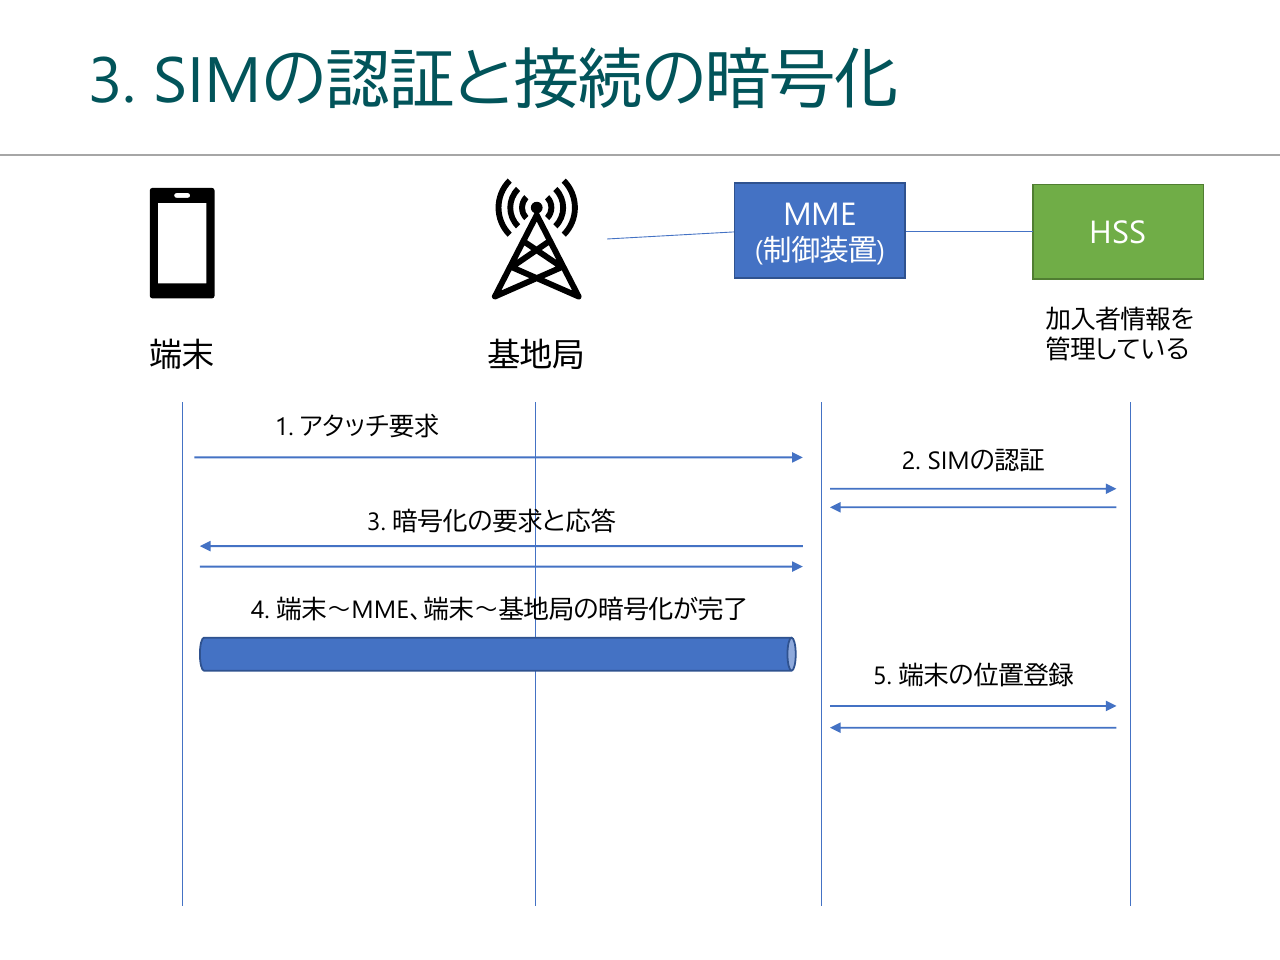 3. SIMの認証と接続の暗号化
MME
(制御装置)
HSS
端末
基地局
加入者情報を
管理している
1. アタッチ要求
2. SIMの認証
3. 暗号化の要求と応答
4. 端末～MME、端末～基地局の暗号化が完了
5. 端末の位置登録